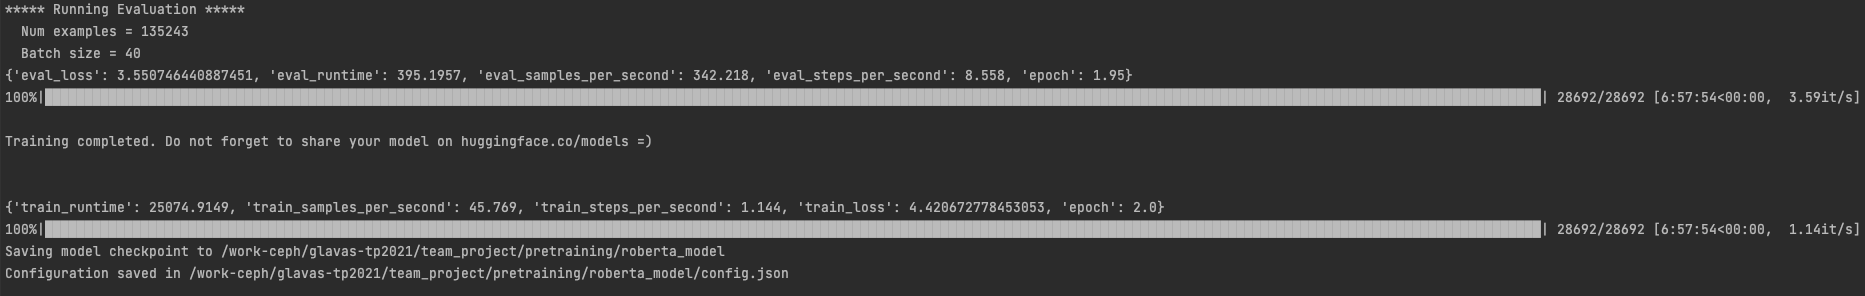 ***** Running Evaluation *****
  Num examples = 135243
  Batch size = 40
{'eval_loss': 3.550746440887451, 'eval_runtime': 395.1957, 'eval_samples_per_second': 342.218, 'eval_steps_per_second': 8.558, 'epoch': 1.95}
100%|██████████| 28692/28692 [6:57:54<00:00,  3.59it/s]
Training completed. Do not forget to share your model on huggingface.co/models =)
{'train_runtime': 25074.9149, 'train_samples_per_second': 45.769, 'train_steps_per_second': 1.144, 'train_loss': 4.420672778453053, 'epoch': 2.0}
100%|██████████| 28692/28692 [6:57:54<00:00,  1.14it/s]
Saving model checkpoint to /work-ceph/glavas-tp2021/team_project/pretraining/roberta_model
Configuration saved in /work-ceph/glavas-tp2021/team_project/pretraining/roberta_model/config.json